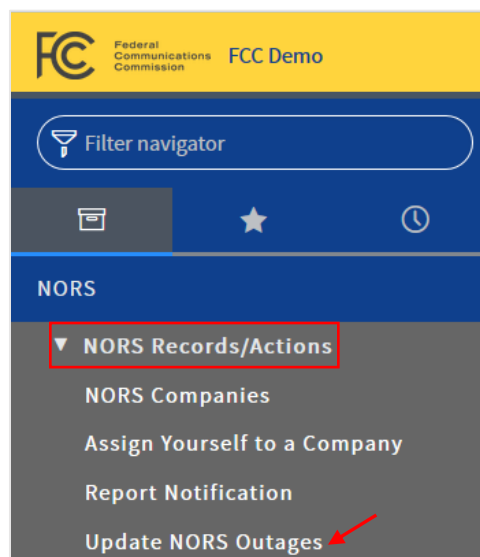 FC Federal
Communications
Commission
FCC Demo
Filter navigator
NORS
NORS Records/Actions
NORS Companies
Assign Yourself to a Company
Report Notification
Update NORS Outages